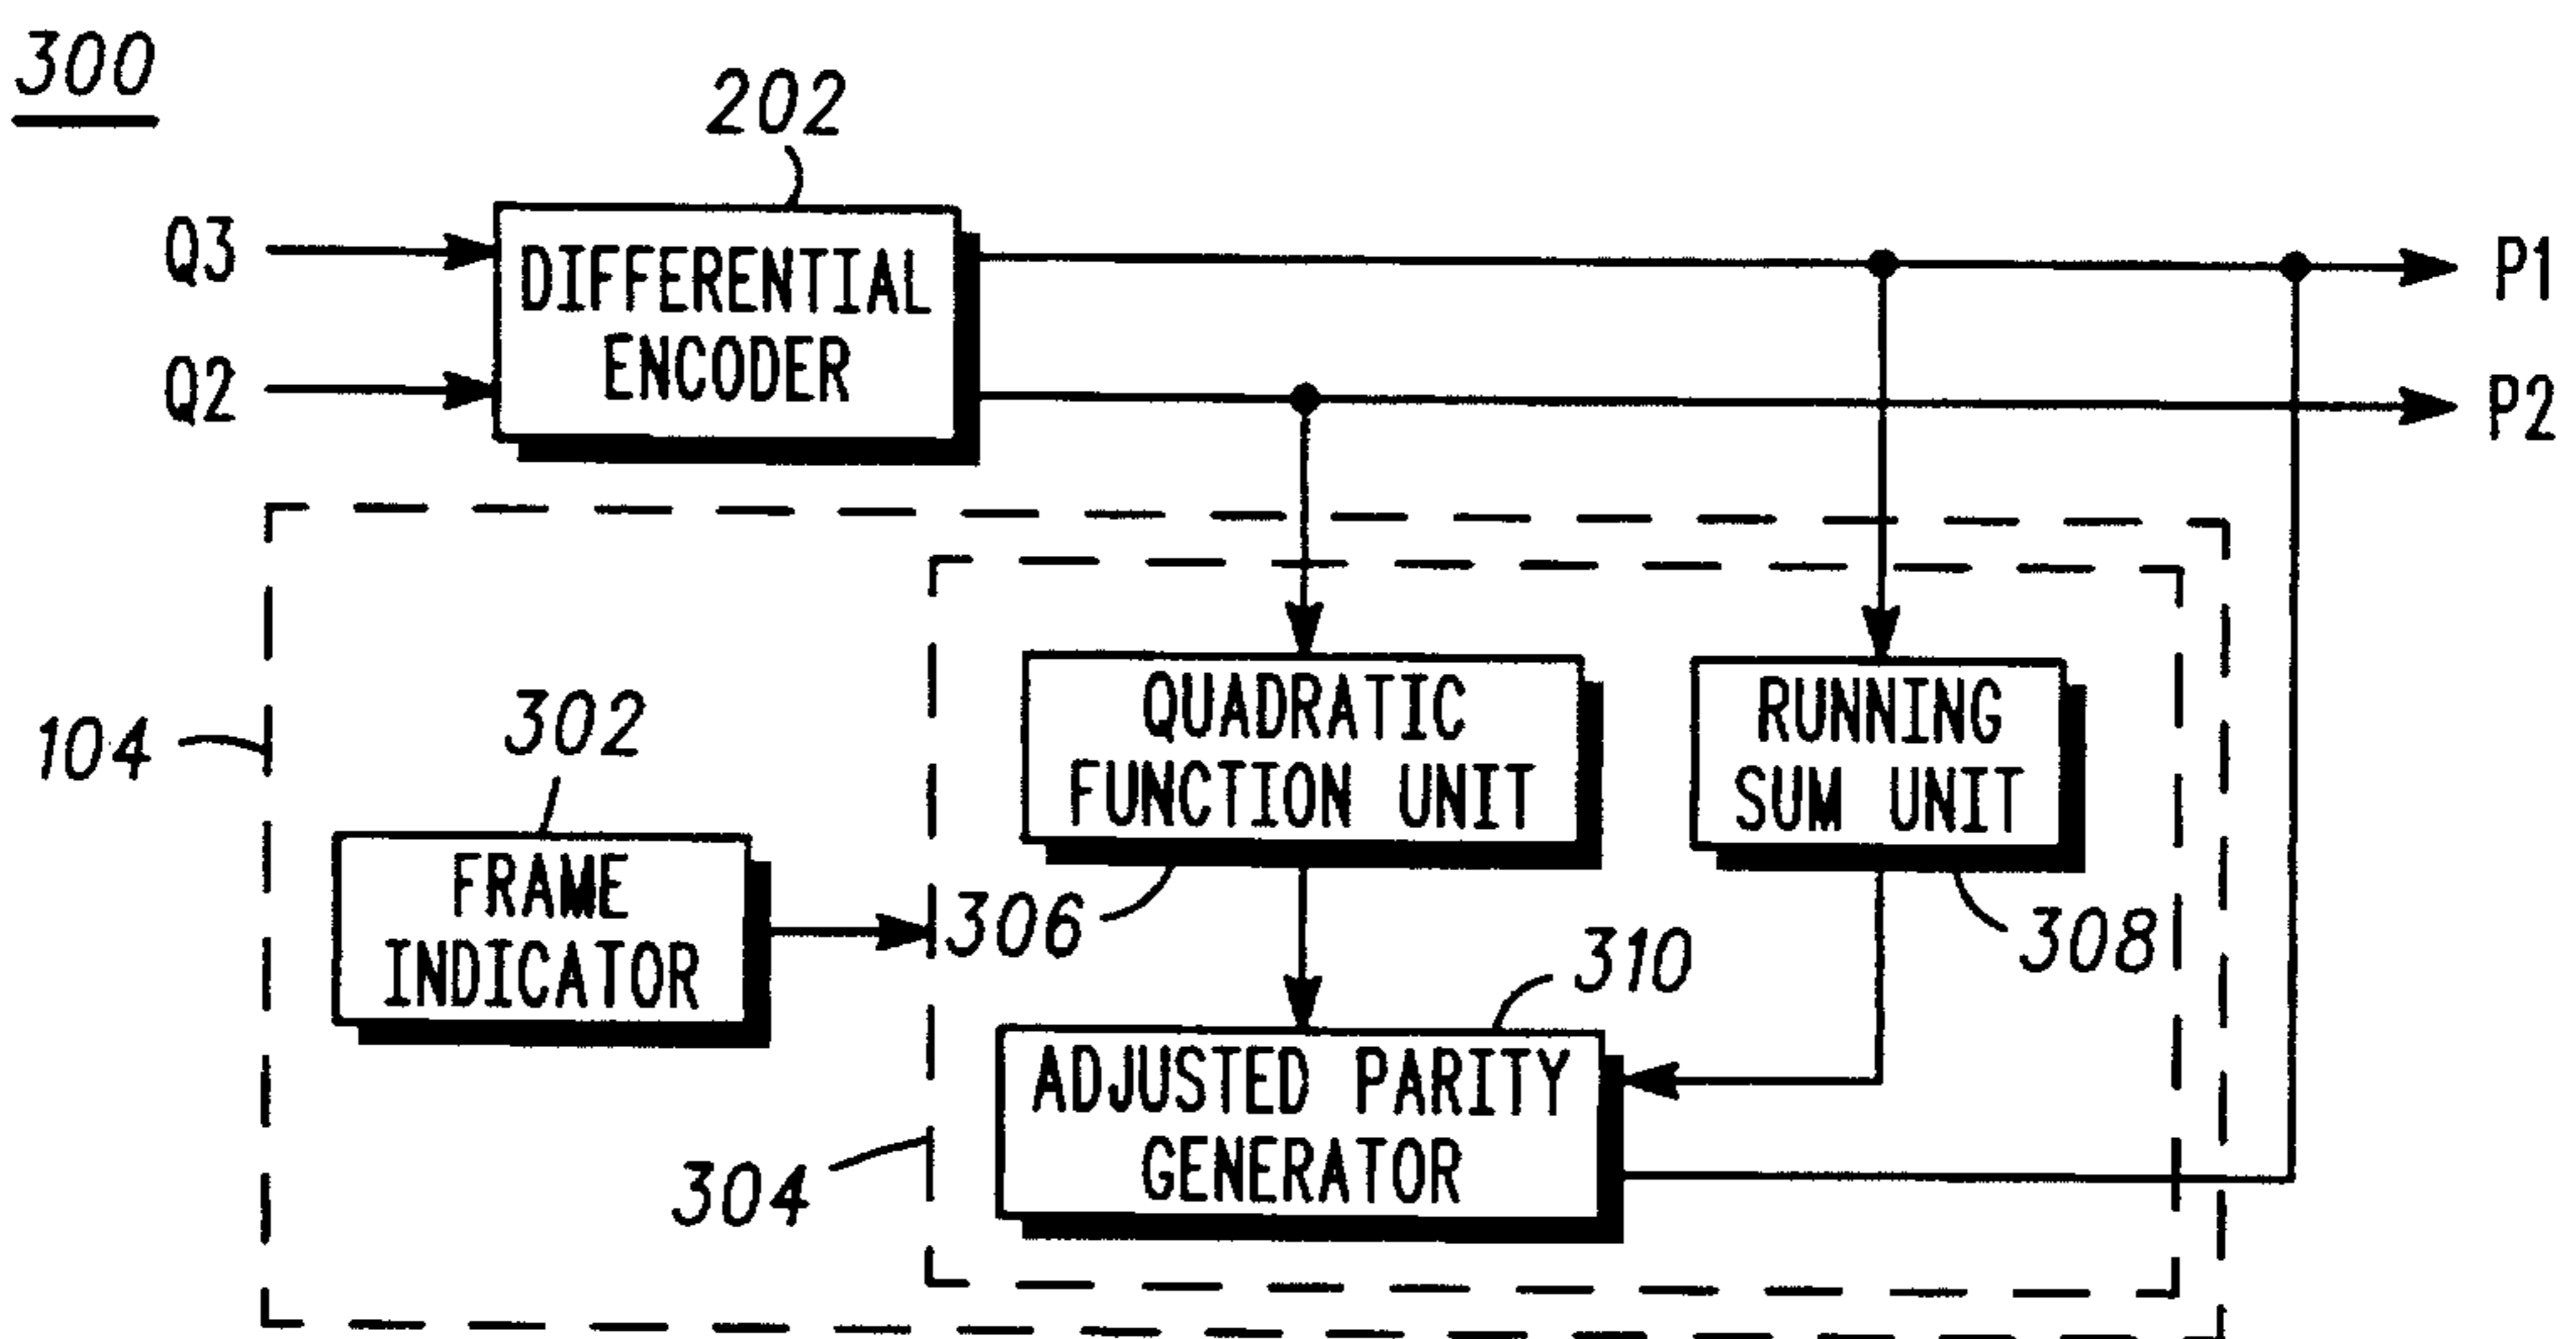 300
202
Q3
DIFFERENTIAL
ENCODER
P1
Q2
P2
104
302
FRAME
INDICATOR
QUADRATIC
FUNCTION UNIT
RUNNING
SUM UNIT
306
308
310
ADJUSTED PARITY
GENERATOR
304